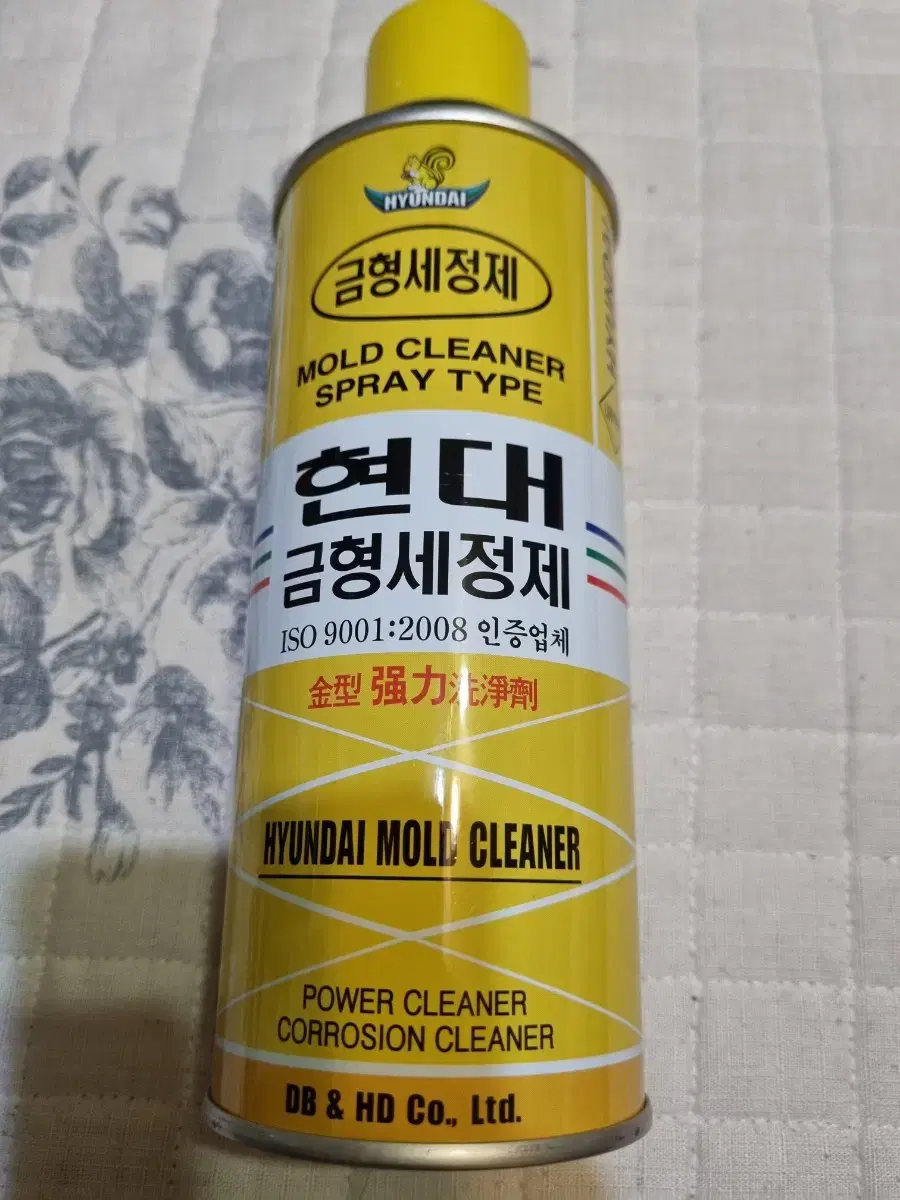 HYUNDAI
금형세정제
MOLD CLEANER
SPRAY TYPE
현대
금형세정제
ISO 9001:2008 인증업체
金型 强力洗淨劑
HYUNDAI MOLD CLEANER
POWER CLEANER
CORROSION CLEANER
DB & HD Co., Ltd.
HYUNDAI